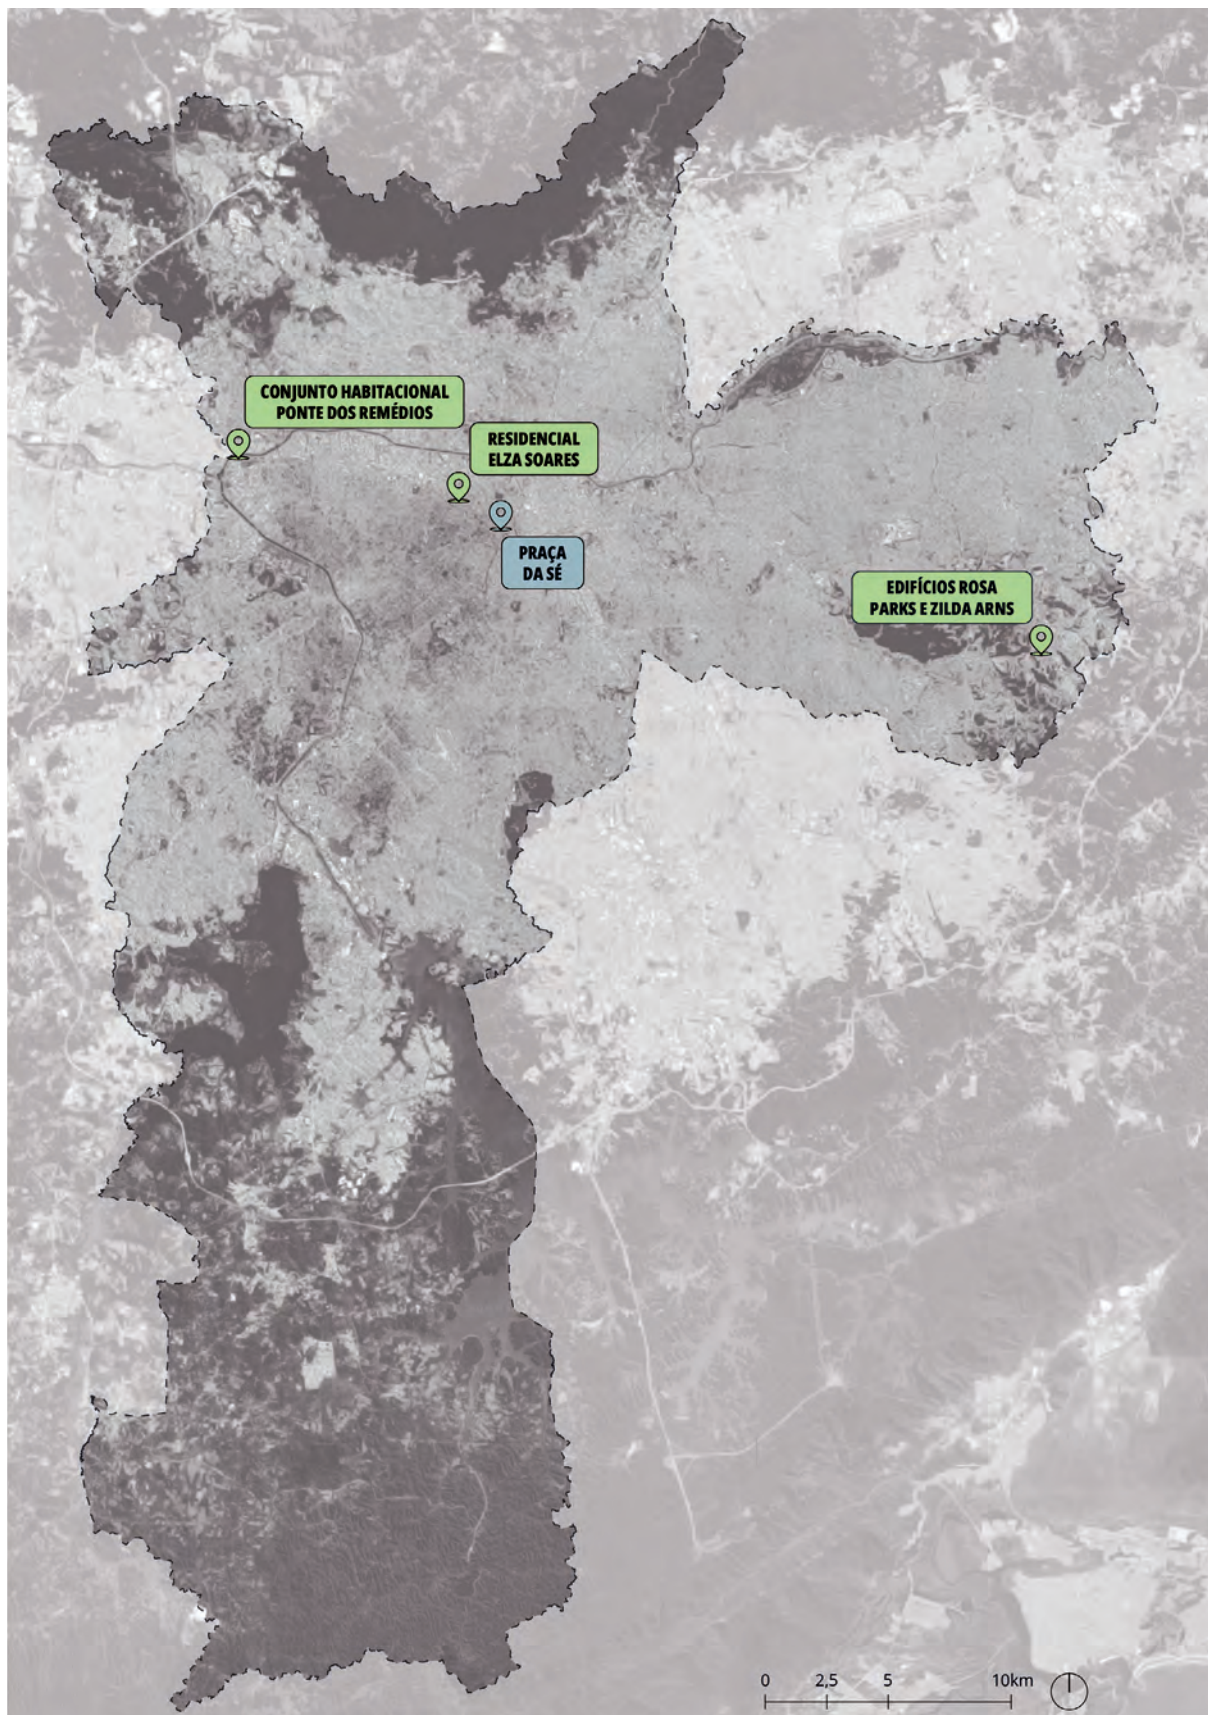 CONJUNTO HABITACIONAL
PONTE DOS REMÉDIOS
RESIDENCIAL
ELZA SOARES
PRAÇA
DA SÉ
EDIFÍCIOS ROSA
PARKS E ZILDA ARNS
0 2,5 5 10km